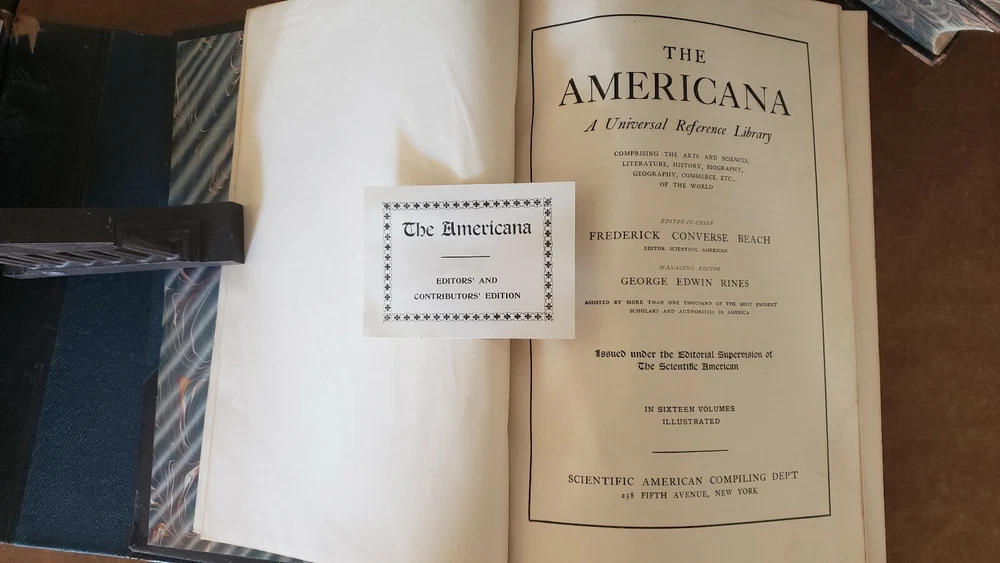 The Americana
EDITORS' AND
CONTRIBUTORS' EDITION
THE
AMERICANA
A Universal Reference Library
COMPRISING THE ARTS AND SCIENCES,
LITERATURE, HISTORY, BIOGRAPHY,
GEOGRAPHY, COMMERCE, ETC.,
OF THE WORLD
EDITOR-IN-CHIEF
FREDERICK CONVERSE BEACH
EDITOR SCIENTIFIC AMERICAN
MANAGING EDITOR
GEORGE EDWIN RINES
ASSISTED BY MORE THAN ONE THOUSAND OF THE MOST EMINENT
SCHOLARS AND AUTHORITIES IN AMERICA
Issued under the Editorial Supervision of
The Scientific American
IN SIXTEEN VOLUMES
ILLUSTRATED
SCIENTIFIC AMERICAN COMPILING DEPT
258 FIFTH AVENUE, NEW YORK